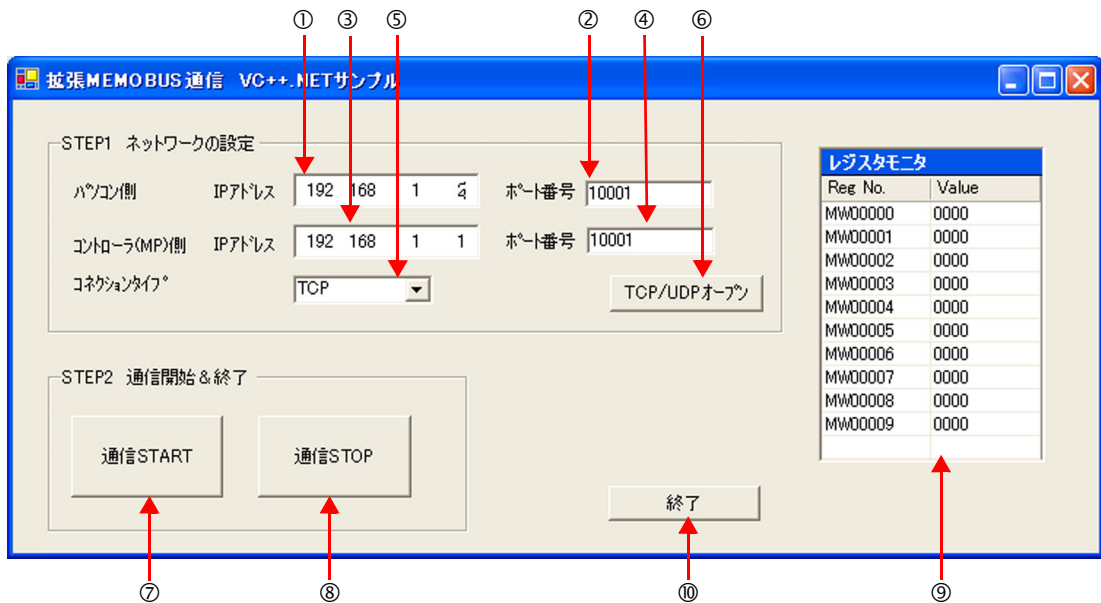 ① ③ ⑤ ② ④ ⑥
拡張MEMOBUS通信 VC++.NETサンプル
STEP1 ネットワークの設定
パソコン側 IPアドレス 192 168 1 ポート番号 10001
コントローラ(MP)側 IPアドレス 192 168 1 1 ポート番号 10001
コネクションタイプ TCP TCP/UDPオープン
レジスタモニタ
Reg No. Value
MW00000 0000
MW00001 0000
MW00002 0000
MW00003 0000
MW00004 0000
MW00005 0000
MW00006 0000
MW00007 0000
MW00008 0000
MW00009 0000
STEP2 通信開始&終了
通信START 通信STOP
終了
⑦ ⑧ ⑩ ⑨